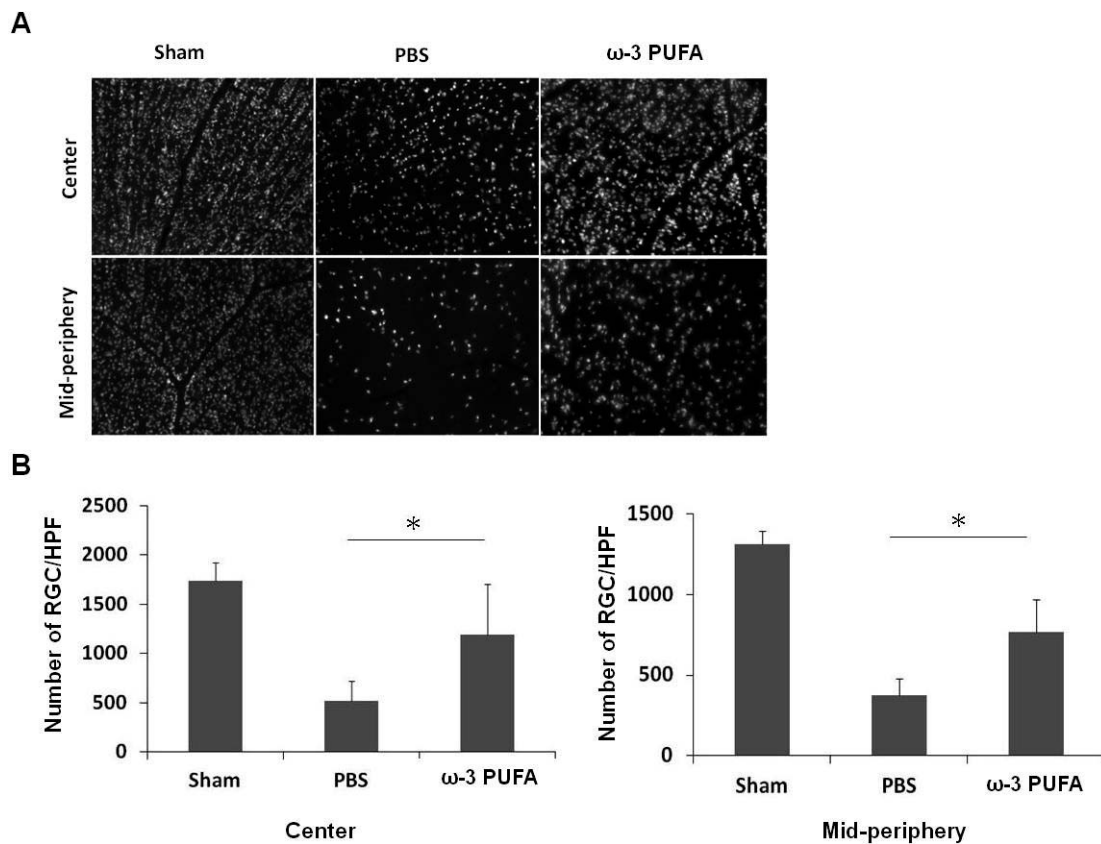 A
Sham PBS ω-3 PUFA
Center
Mid-periphery
B
Number of RGC/HPF
2500
2000
1500
1000
500
0
*
Sham PBS ω-3 PUFA
Center
Number of RGC/HPF
1500
1000
500
0
*
Sham PBS ω-3 PUFA
Mid-periphery